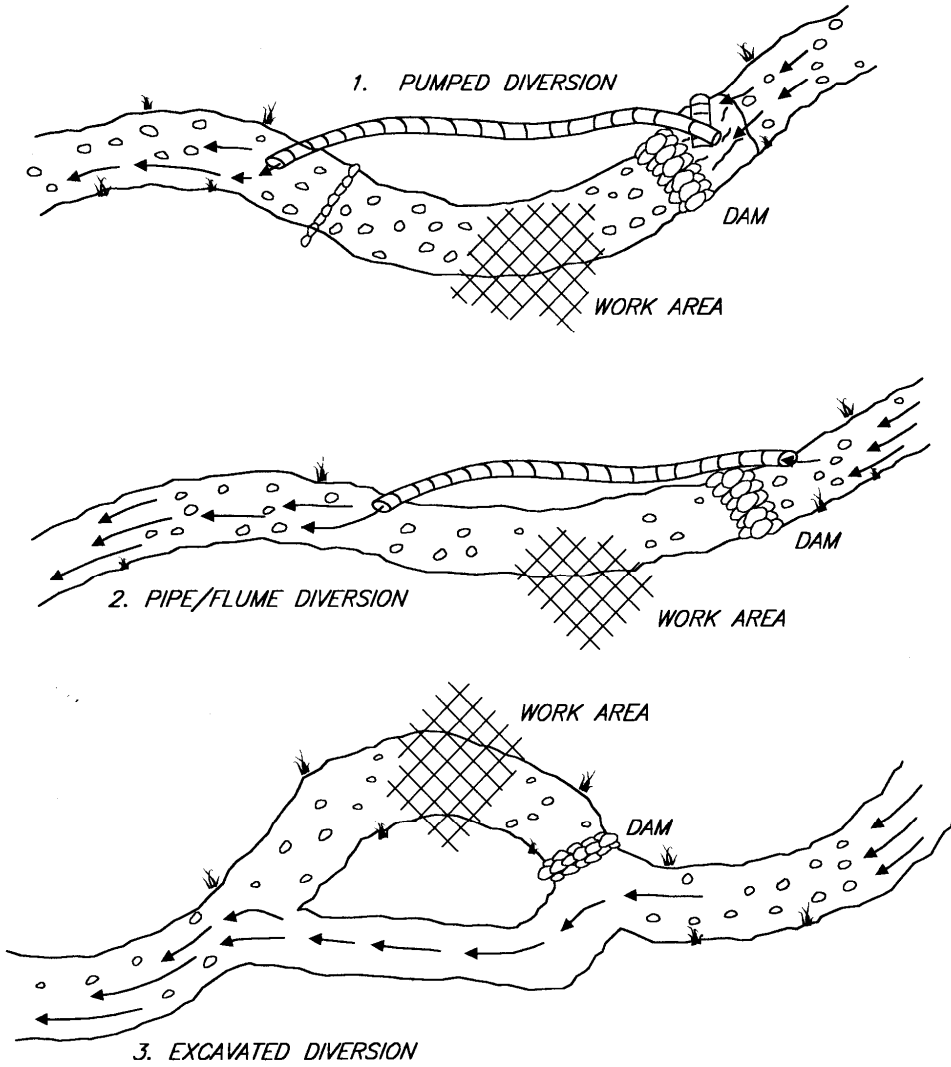 1. PUMPED DIVERSION
DAM
WORK AREA
DAM
2. PIPE/FLUME DIVERSION
WORK AREA
WORK AREA
DAM
3. EXCAVATED DIVERSION